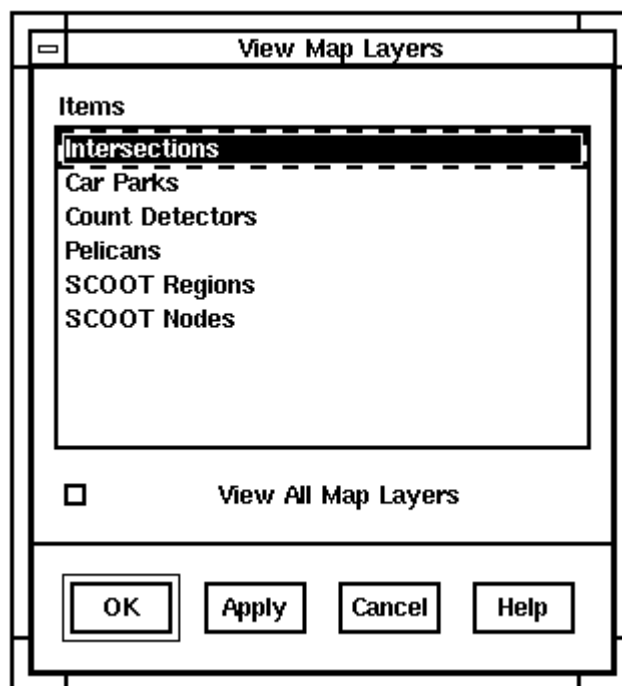 View Map Layers
Items
Intersections
Car Parks
Count Detectors
Pelicans
SCOOT Regions
SCOOT Nodes
View All Map Layers
OK Apply Cancel Help